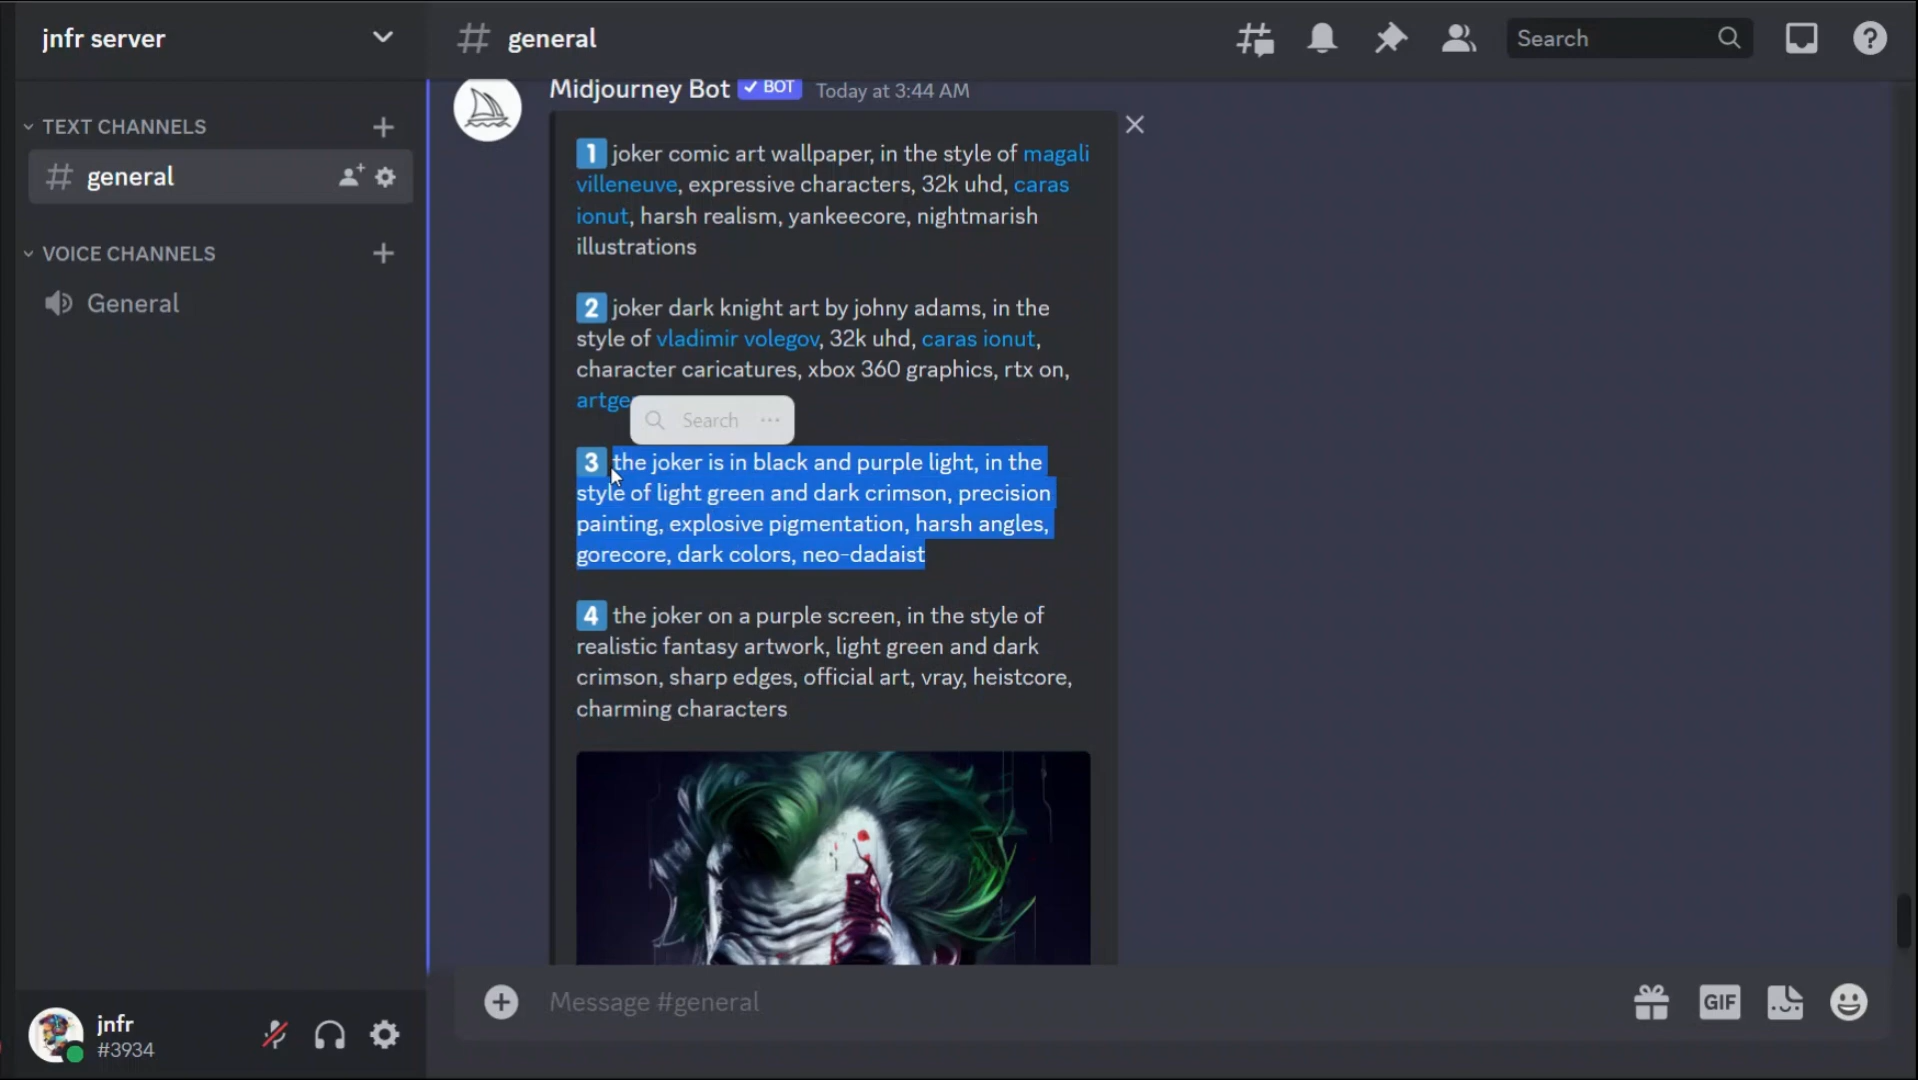 jnfr server
general
Search
Midjourney Bot ✓ BOT Today at 3:44 AM
TEXT CHANNELS
general
VOICE CHANNELS
General
1 joker comic art wallpaper, in the style of magali
villeneuve, expressive characters, 32k uhd, caras
ionut, harsh realism, yankeecore, nightmarish
illustrations
2 joker dark knight art by johny adams, in the
style of vladimir volegov, 32k uhd, caras ionut,
character caricatures, xbox 360 graphics, rtx on,
Search
3 the joker is in black and purple light, in the
style of light green and dark crimson, precision
painting, explosive pigmentation, harsh angles,
gorecore, dark colors, neo-dadaist
4 the joker on a purple screen, in the style of
realistic fantasy artwork, light green and dark
crimson, sharp edges, official art, vray, heistcore,
charming characters
Message #general
GIF
jnfr
#3934